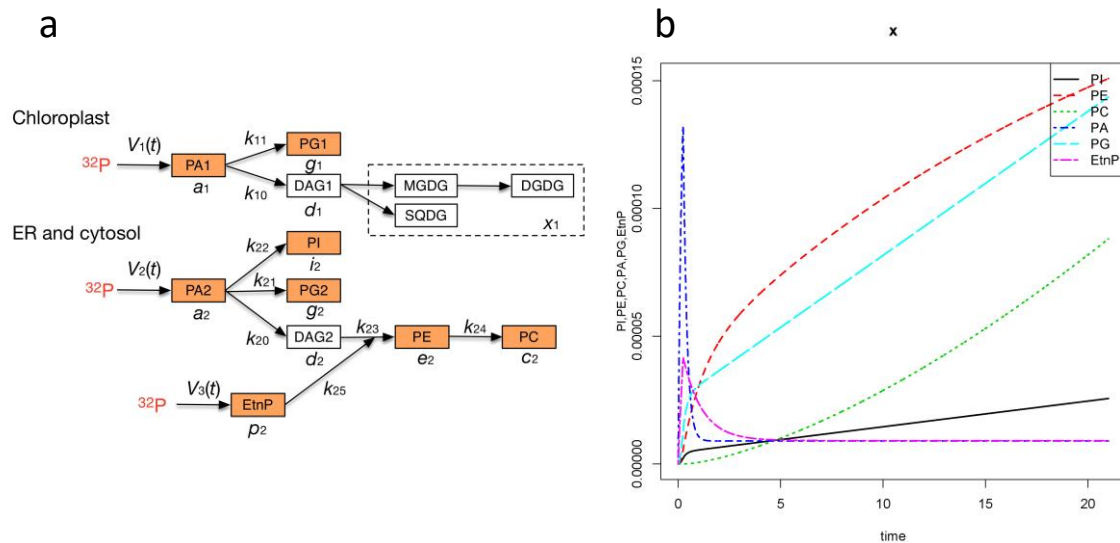 a
Chloroplast
32P
V1(t)
PA1
a1
k11
PG1
g1
k10
DAG1
d1
MGDG
DGDG
SQDG
x1
ER and cytosol
32P
V2(t)
PA2
a2
k22
PI
i2
k21
PG2
g2
k20
DAG2
d2
k23
PE
e2
k24
PC
c2
k25
32P
V3(t)
EtnP
p2
b
x
PI,PE,PC,PA,PG,EtnP
0.00015
0.00010
0.00005
0.00000
0 5 10 15 20
time
PI
PE
PC
PA
PG
EtnP